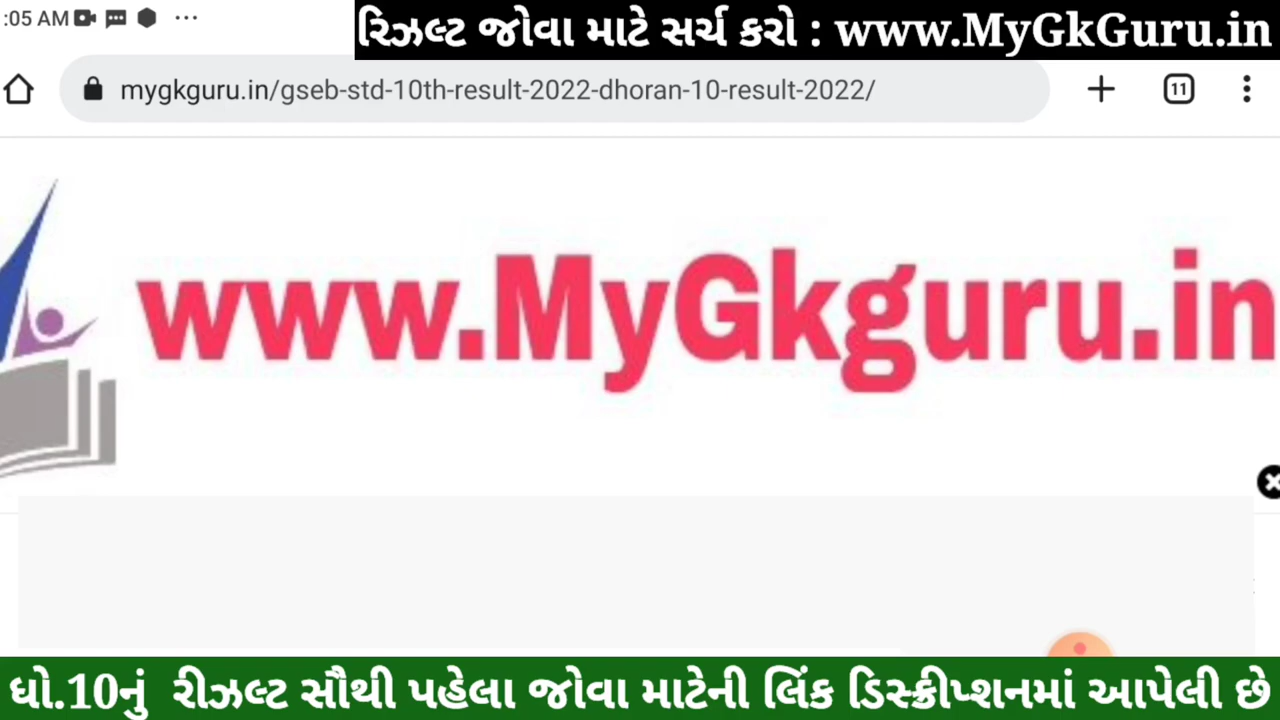 :05 AM
રિઝલ્ટ જોવા માટે સર્ચ કરો : www.MyGkGuru.in
mygkguru.in/gseb-std-10th-result-2022-dhoran-10-result-2022/
11
www.MyGkguru.in
ધો.10નું રીઝલ્ટ સૌથી પહેલા જોવા માટેની લિંક ડિસ્ક્રીપ્શનમાં આપેલી છે